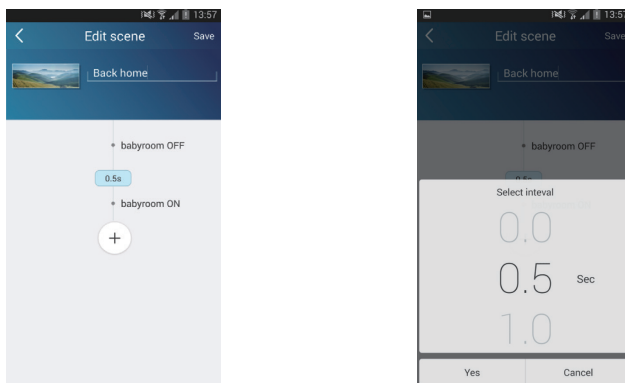 13:57
Edit scene
Save
Back home
babyroom OFF
0.5s
babyroom ON
+
13:57
Edit scene
Save
Back home
babyroom OFF
Select inteval
0.0
0.5 Sec
1.0
Yes Cancel